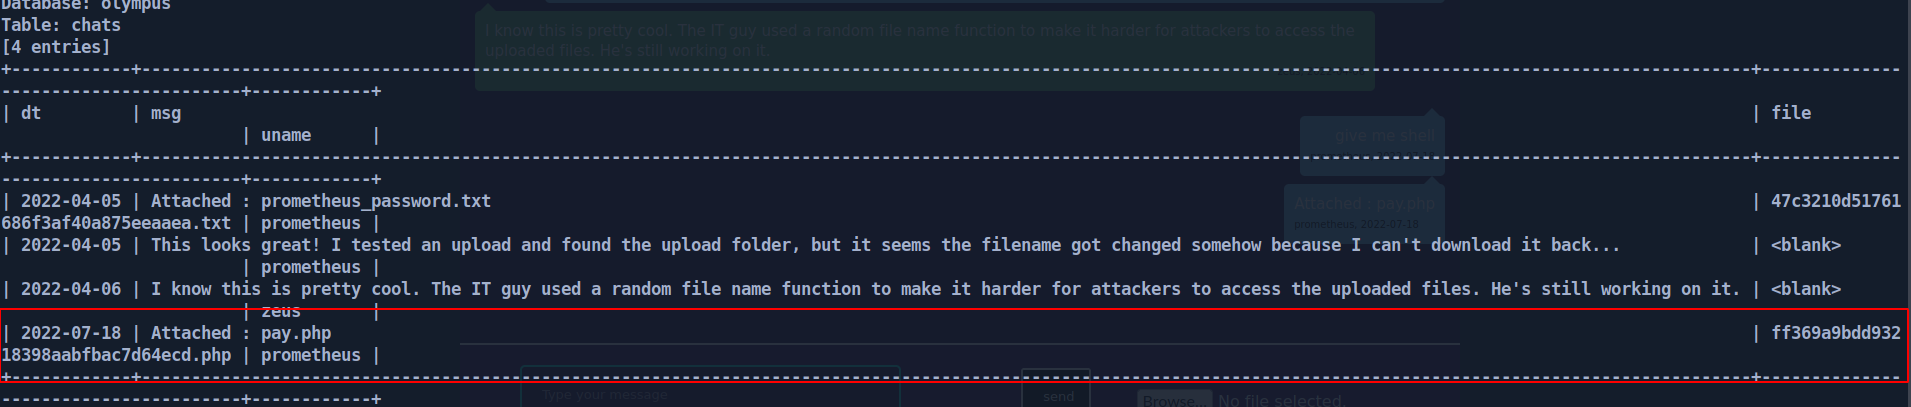 Database: olympus
Table: chats
[4 entries]
+------------+-----------------------------------------------------------------------------------------------------------------------------------------------------------------+--------------
------------------------+------------+
| dt         | msg                                                                                                                                                             | file
                        | uname      |
+------------+-----------------------------------------------------------------------------------------------------------------------------------------------------------------+--------------
------------------------+------------+
| 2022-04-05 | Attached : prometheus_password.txt                                                                                                                              | 47c3210d51761
686f3af40a875eeaaea.txt | prometheus |
| 2022-04-05 | This looks great! I tested an upload and found the upload folder, but it seems the filename got changed somehow because I can't download it back...             | <blank>
                        | prometheus |
| 2022-04-06 | I know this is pretty cool. The IT guy used a random file name function to make it harder for attackers to access the uploaded files. He's still working on it. | <blank>
                        | zeus       |
| 2022-07-18 | Attached : pay.php                                                                                                                                              | ff369a9bdd932
18398aabfbac7d64ecd.php | prometheus |
+------------+-----------------------------------------------------------------------------------------------------------------------------------------------------------------+--------------
------------------------+------------+
I know this is pretty cool. The IT guy used a random file name function to make it harder for attackers to access the
uploaded files. He's still working on it.
give me shell
Attached : pay.php
prometheus, 2022-07-18
Type your message
send
Browse... No file selected.